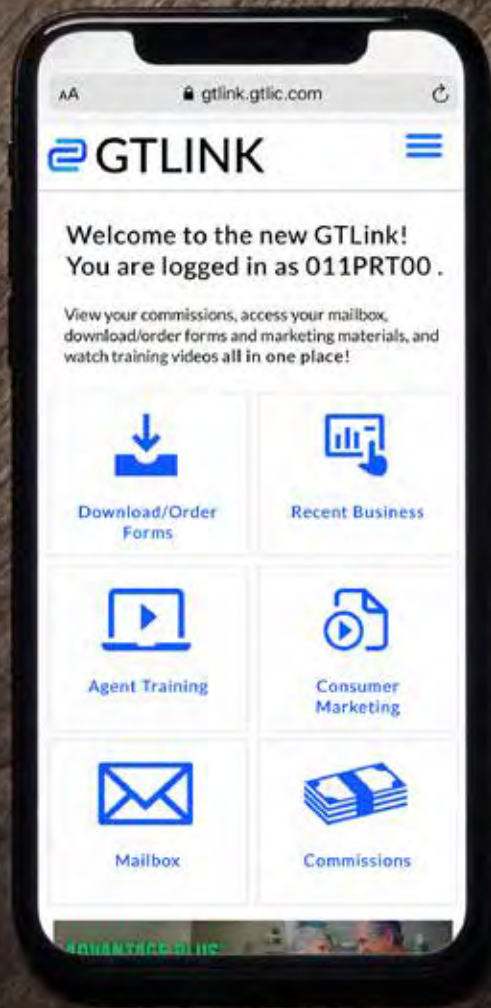 AA gtlink.gtlic.com
GTLINK
Welcome to the new GTLink!
You are logged in as 011PRT00 .
View your commissions, access your mailbox,
download/order forms and marketing materials, and
watch training videos all in one place!
Download/Order
Forms
Recent Business
Agent Training
Consumer
Marketing
Mailbox
Commissions
ADVANTAGE PLUS